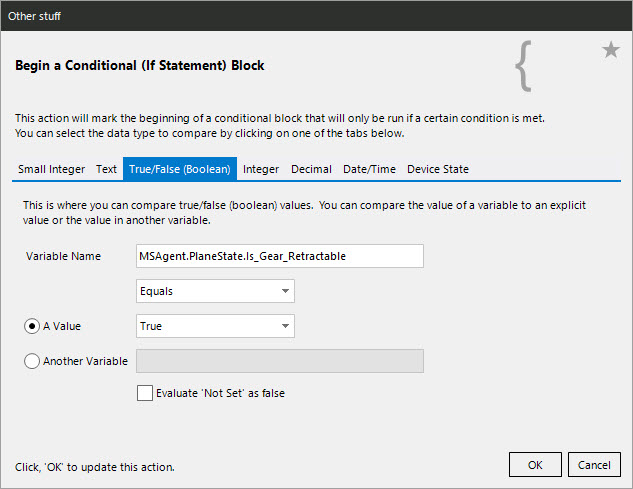 Other stuff
Begin a Conditional (If Statement) Block
This action will mark the beginning of a conditional block that will only be run if a certain condition is met.
You can select the data type to compare by clicking on one of the tabs below.
Small Integer Text True/False (Boolean) Integer Decimal Date/Time Device State
This is where you can compare true/false (boolean) values. You can compare the value of a variable to an explicit
value or the value in another variable.
Variable Name MSAgent.PlaneState.Is_Gear_Retractable
Equals
A Value True
Another Variable
Evaluate 'Not Set' as false
Click, 'OK' to update this action. OK Cancel